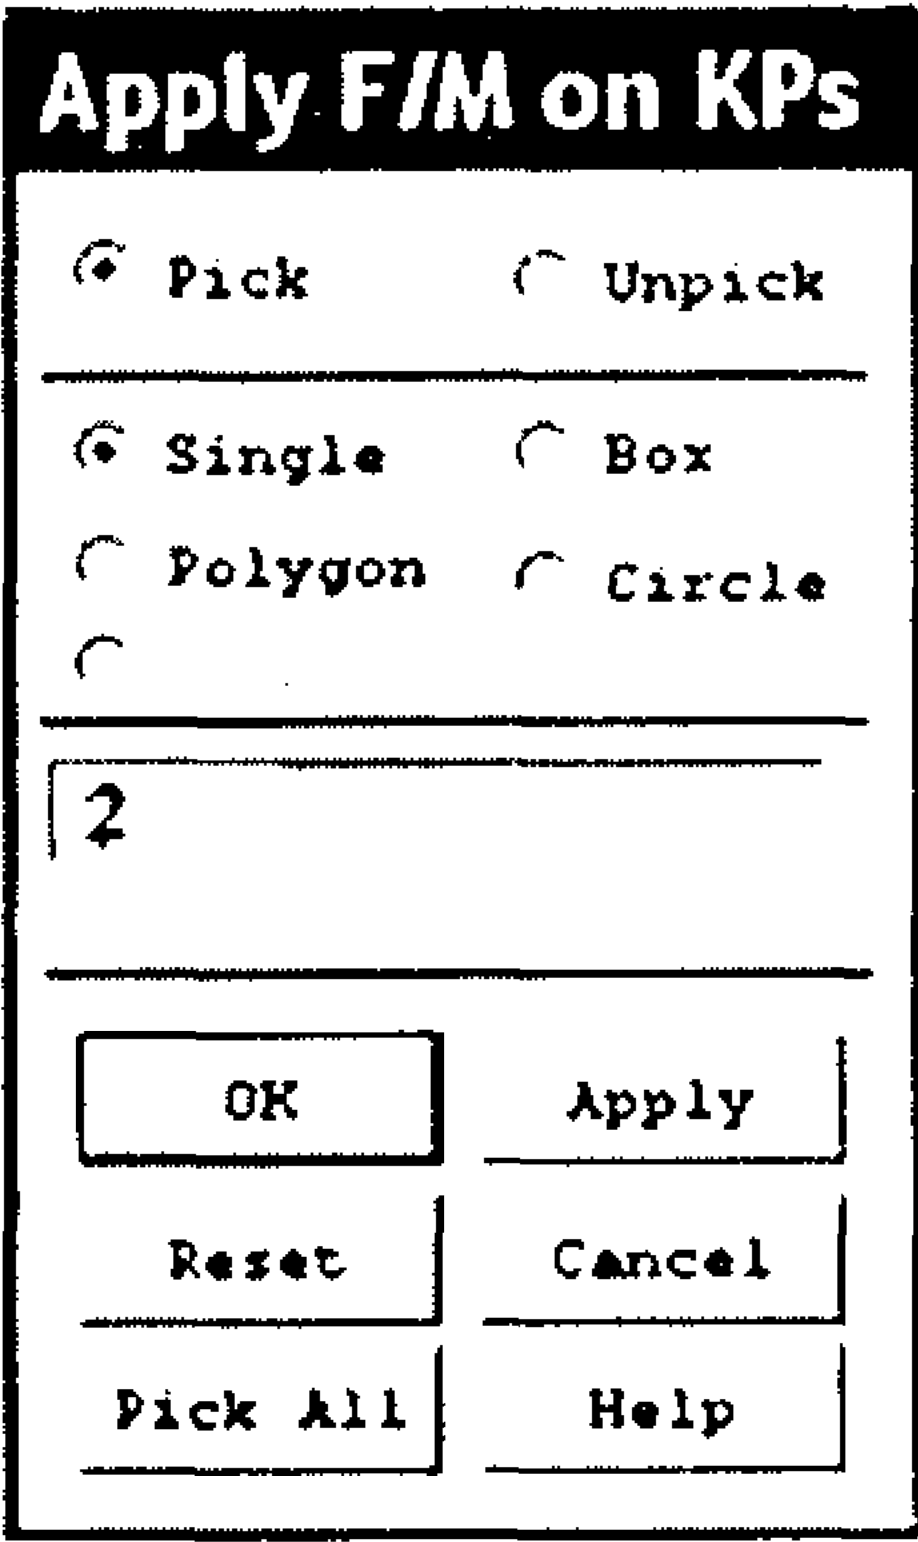 Apply F/M on KPs
Pick Unpick
Single Box
Polygon Circle
2
OK Apply
Reset Cancel
Pick All Help